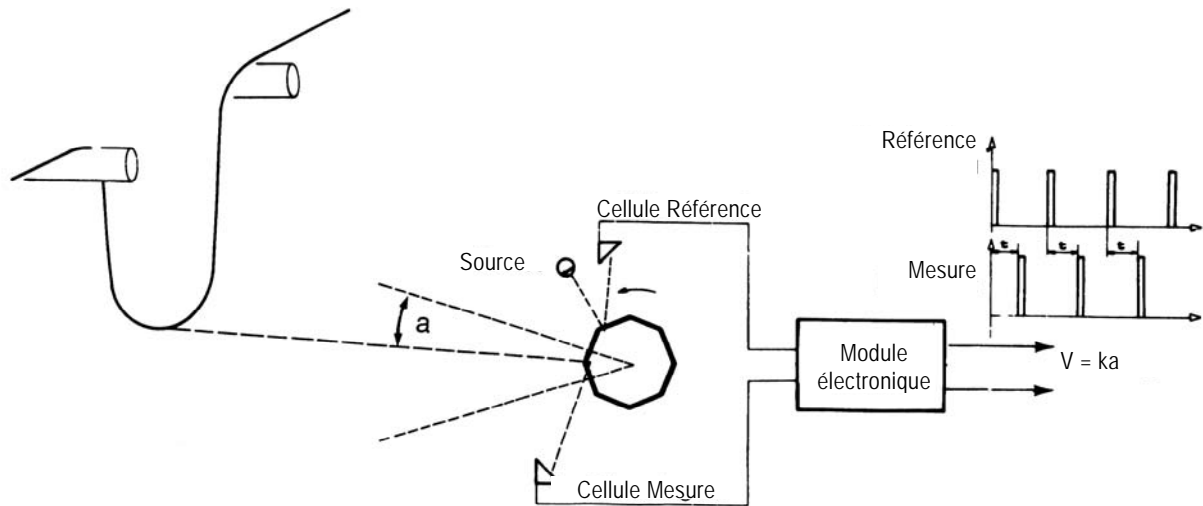 Référence
Cellule Référence
Source
t t t
Mesure
a
Module
électronique
V = ka
Cellule Mesure